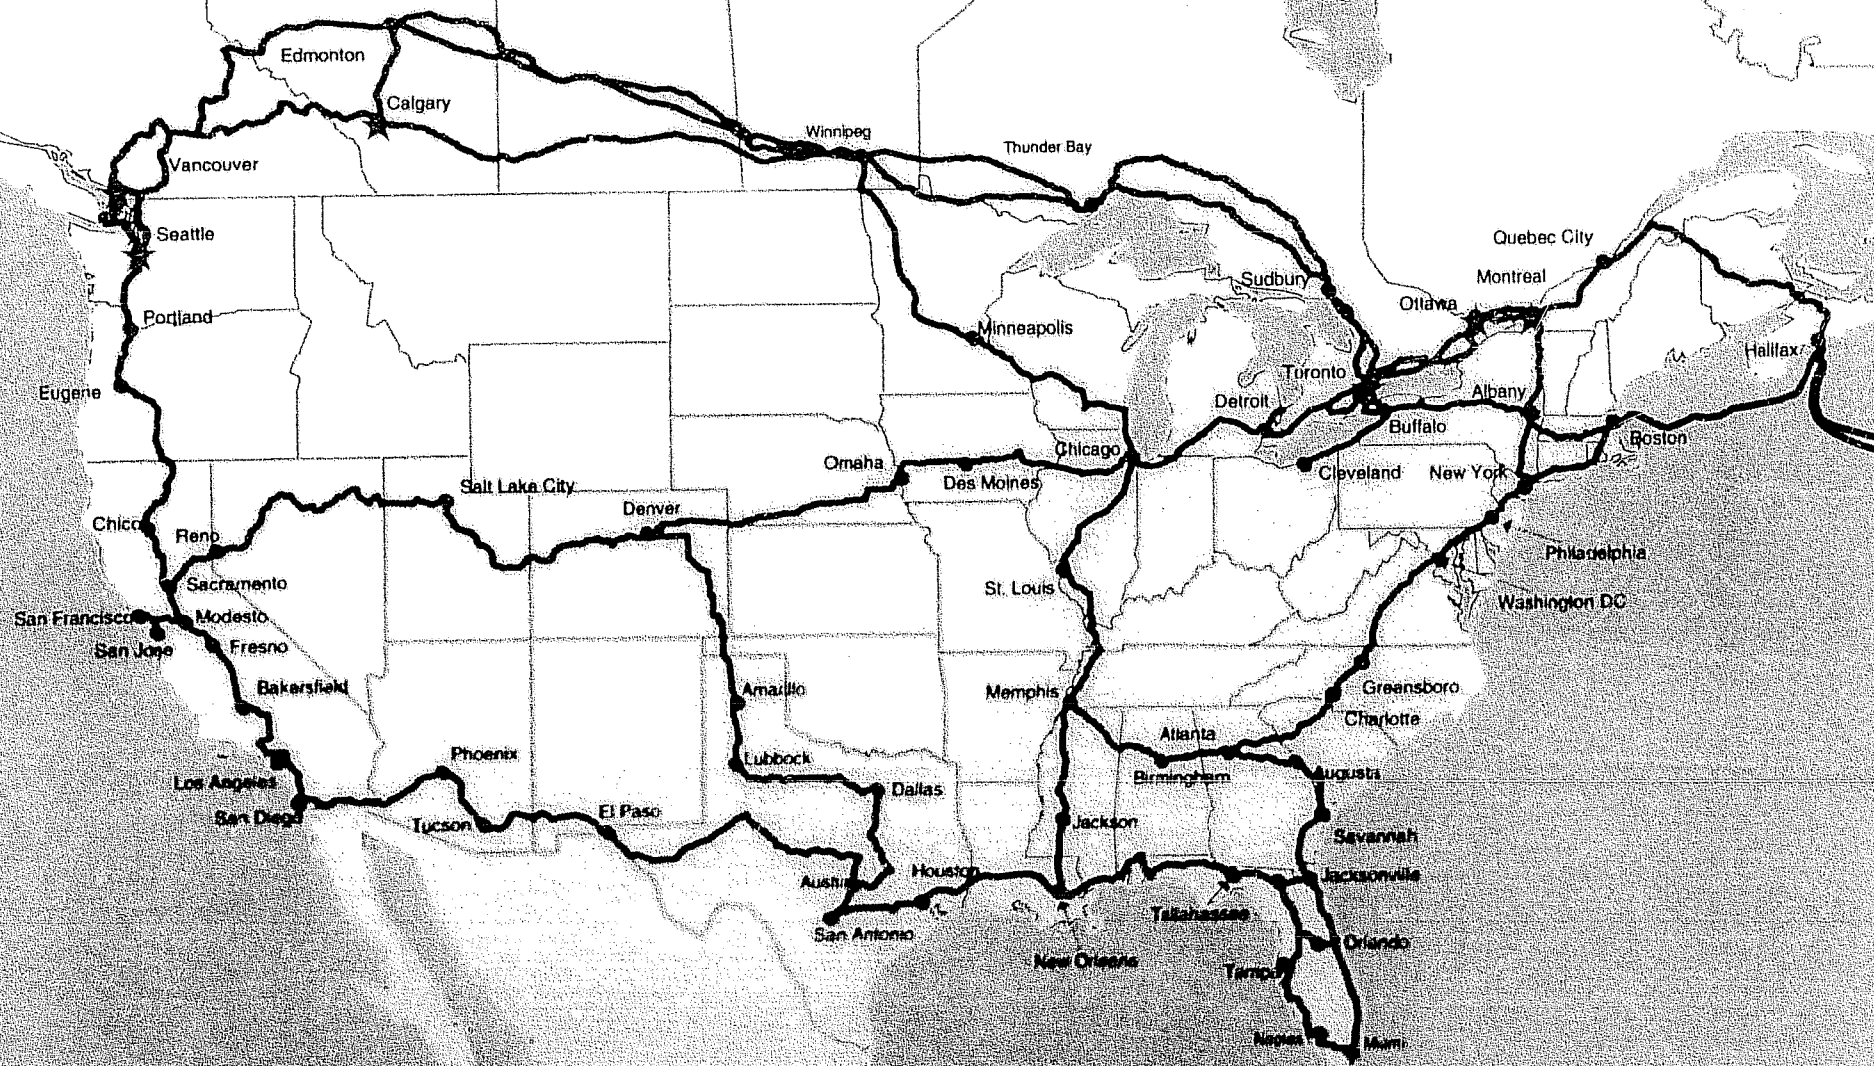 Edmonton
Calgary
Winnipeg
Thunder Bay
Vancouver
Seattle
Quebec City
Montreal
Sudbury
Ottawa
Portland
Minneapolis
Halifax
Toronto
Eugene
Detroit
Albany
Buffalo
Boston
Chicago
Omaha
Cleveland
New York
Des Moines
Salt Lake City
Denver
Chico
Reno
Philadelphia
Sacramento
St. Louis
Washington DC
San Francisco
Modesto
San Jose
Fresno
Bakersfield
Amarillo
Memphis
Greensboro
Charlotte
Atlanta
Phoenix
Lubbock
Los Angeles
Birmingham
Augusta
Dallas
San Diego
El Paso
Tucson
Jackson
Savannah
Houston
Austin
Jacksonville
Tallahassee
San Antonio
Orlando
New Orleans
Tampa
Naples
Miami